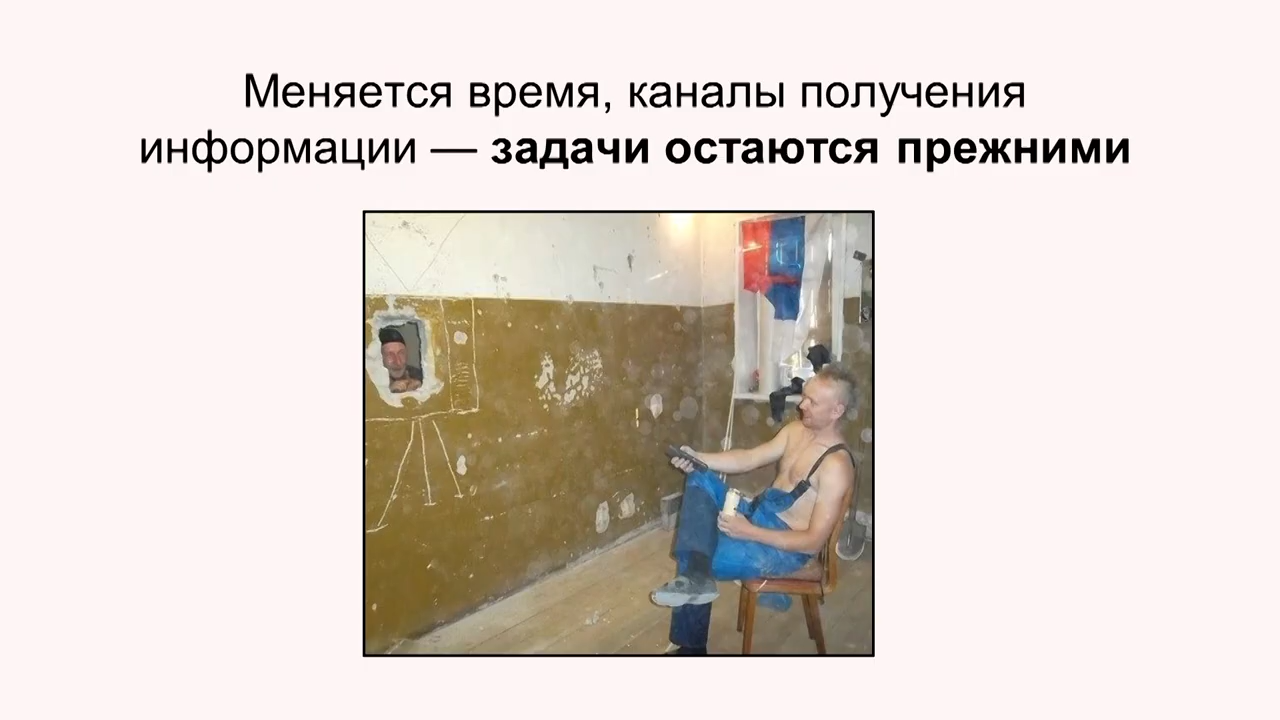 Меняется время, каналы получения
информации — задачи остаются прежними